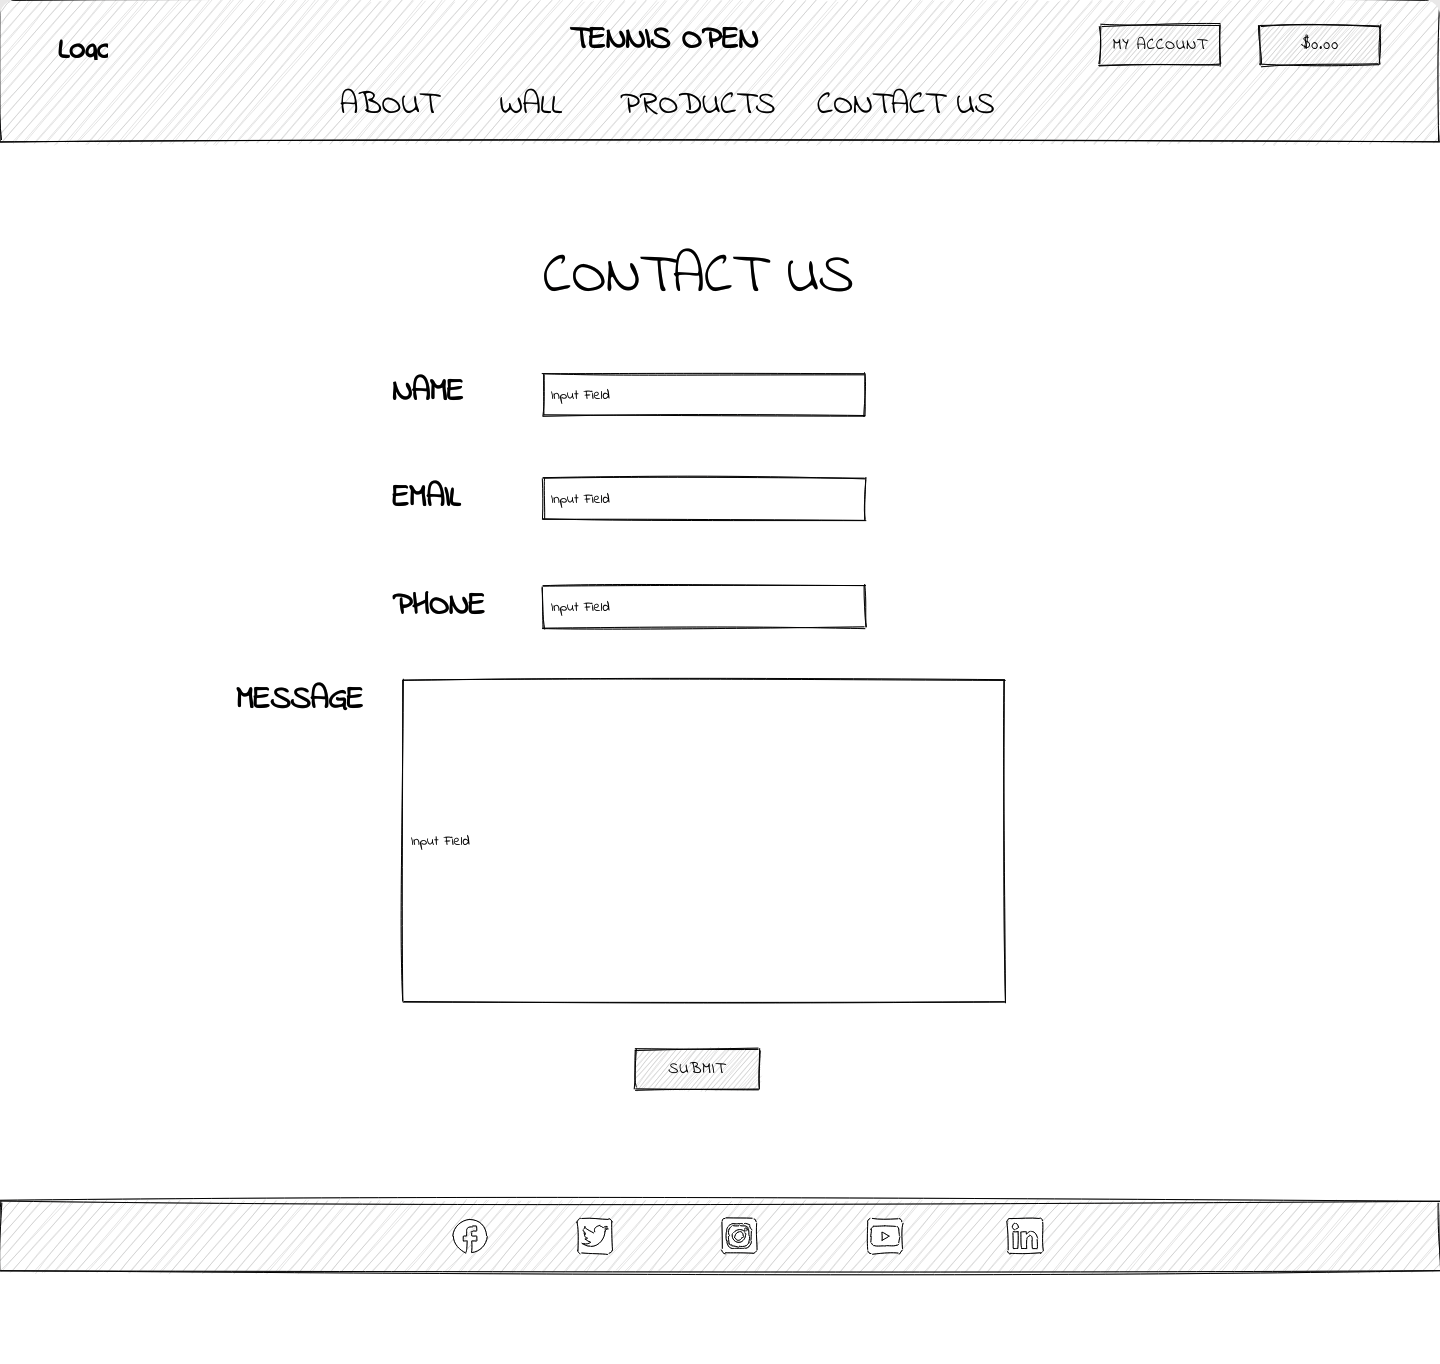 Logo
TENNIS OPEN
MY ACCOUNT
$0.00
ABOUT WALL PRODUCTS CONTACT US
CONTACT US
NAME Input Field
EMAIL Input Field
PHONE Input Field
MESSAGE
Input Field
SUBMIT
in